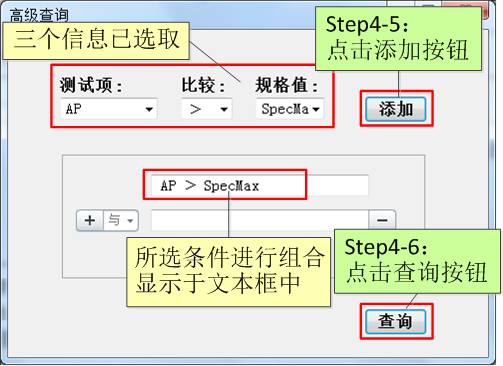 高级查询
三个信息已选取
Step4-5:
点击添加按钮
测试项: 比较: 规格值:
AP > SpecMa
添加
AP > SpecMax
+ 与 −
所选条件进行组合
显示于文本框中
Step4-6:
点击查询按钮
查询